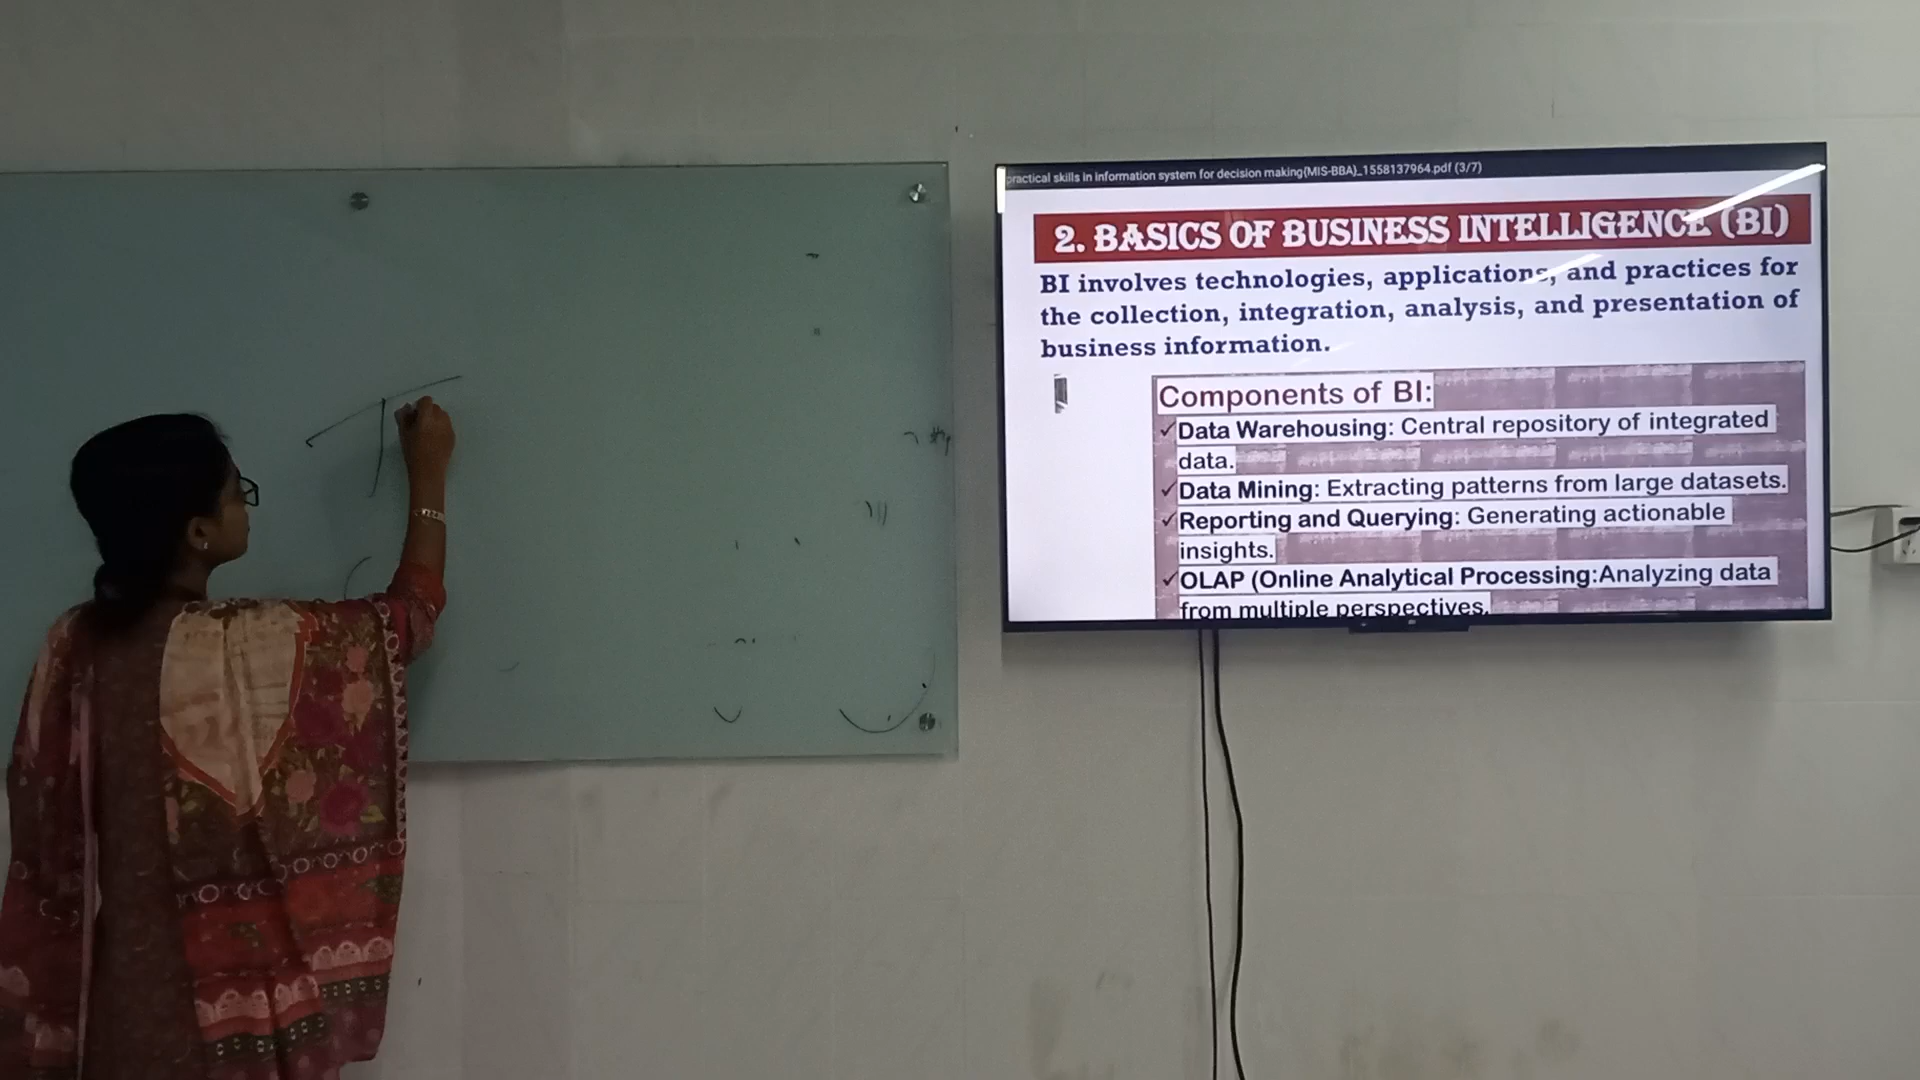 practical skills in information system for decision making(MIS-BBA)_1558137964.pdf (3/7)
2. BASICS OF BUSINESS INTELLIGENCE (BI)
BI involves technologies, applications, and practices for
the collection, integration, analysis, and presentation of
business information.
Components of BI:
✓Data Warehousing: Central repository of integrated
data.
✓Data Mining: Extracting patterns from large datasets.
✓Reporting and Querying: Generating actionable
insights.
✓OLAP (Online Analytical Processing:Analyzing data
from multiple perspectives.